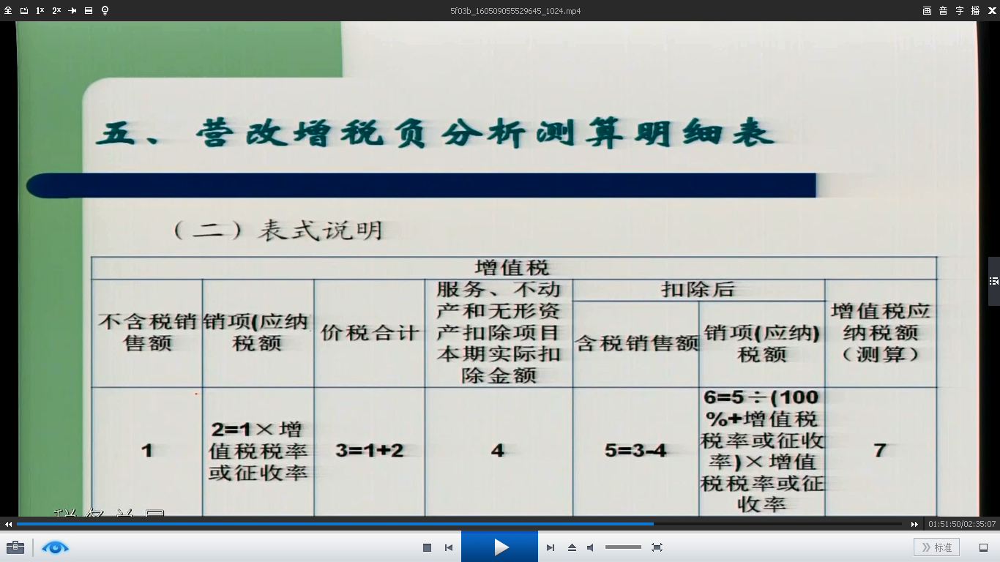 全 1× 2× 5f03b_160509055529645_1024.mp4 画 音 字 播
五、营改增税负分析测算明细表
（二）表式说明
增值税
不含税销
售额
销项(应纳
税额
价税合计
服务、不动
产和无形资
产扣除项目
本期实际扣
除金额
扣除后
含税销售额
销项(应纳)
税额
增值税应
纳税额
（测算）
1
2=1×增
值税税率
或征收率
3=1+2
4
5=3-4
6=5÷(100
%+增值税
税率或征收
率)×增值
税税率或征
收率
7
01:51:50/02:35:07
标准